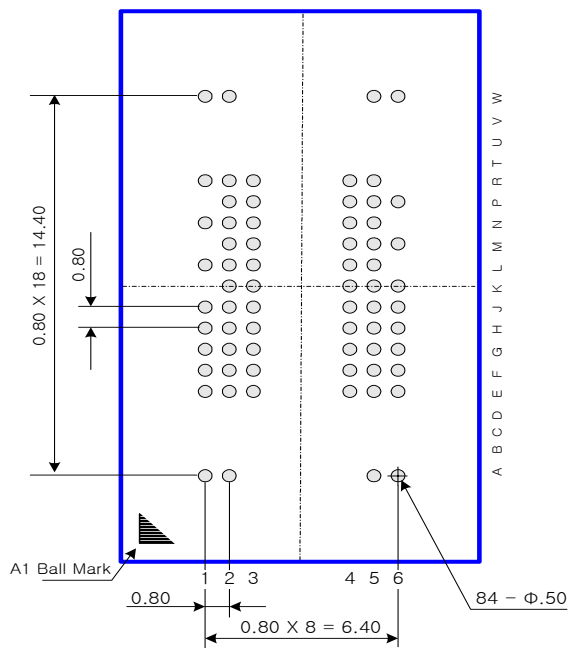 0.80 X 18 = 14.40
0.80
A B C D E F G H J K L M N P R T U V W
A1 Ball Mark
1 2 3 4 5 6
0.80
84 - Φ.50
0.80 X 8 = 6.40